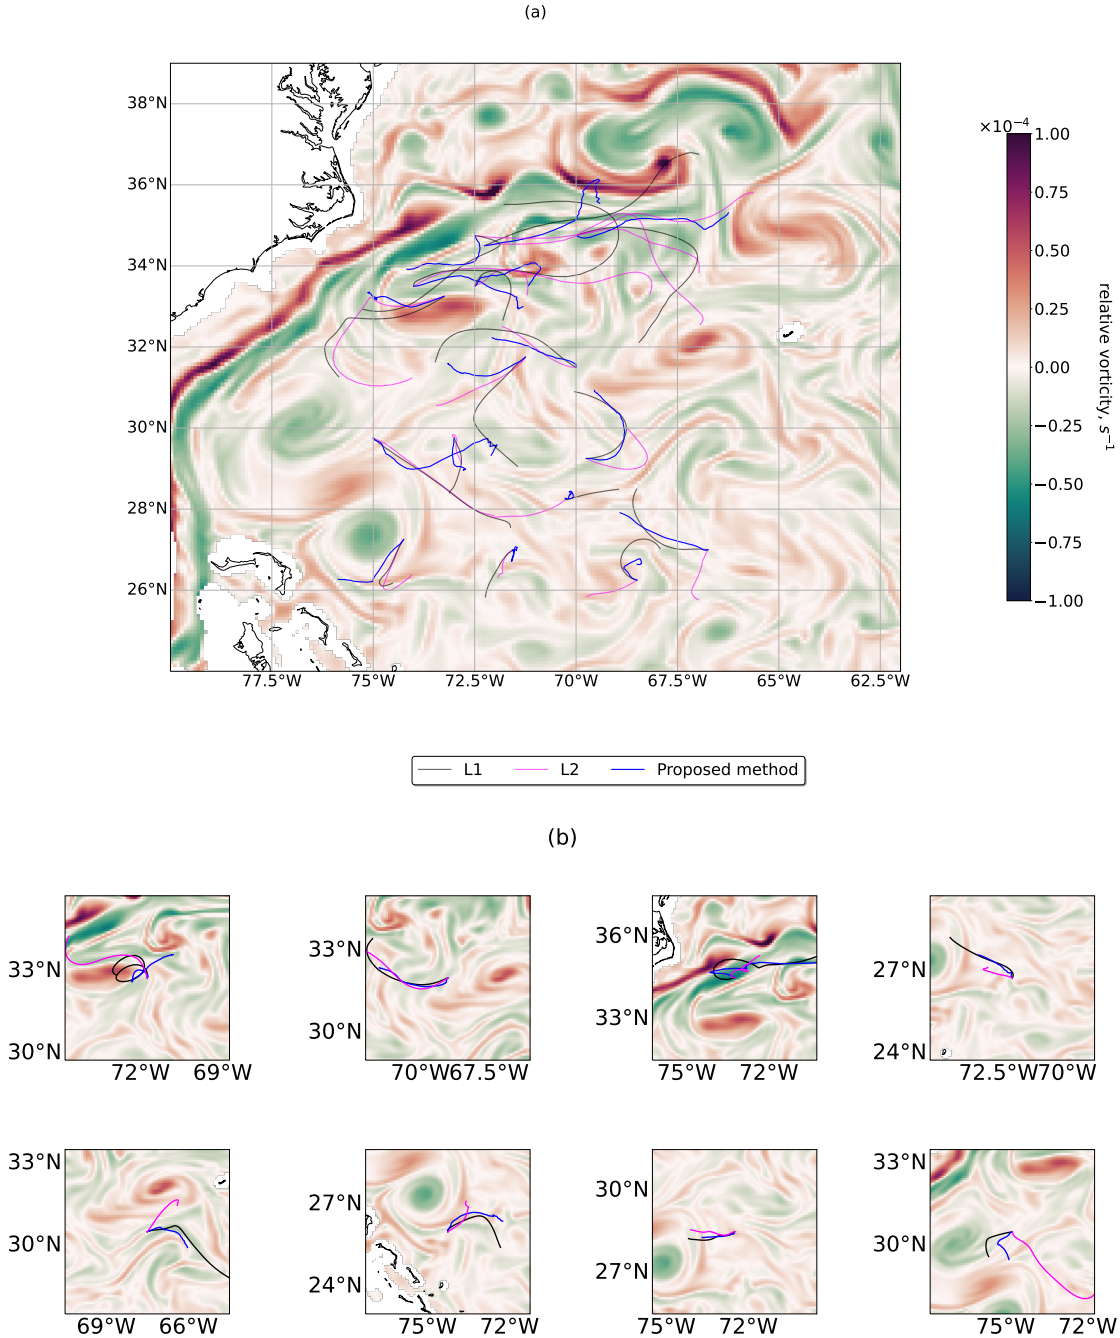 (a)
38°N
36°N
34°N
32°N
30°N
28°N
26°N
77.5°W 75°W 72.5°W 70°W 67.5°W 65°W 62.5°W
×10⁻⁴
1.00
0.75
0.50
0.25
0.00
−0.25
−0.50
−0.75
−1.00
relative vorticity, s⁻¹
L1 L2 Proposed method
(b)
33°N
30°N
72°W 69°W
33°N
30°N
70°W 67.5°W
36°N
33°N
75°W 72°W
27°N
24°N
72.5°W 70°W
33°N
30°N
69°W 66°W
27°N
24°N
75°W 72°W
30°N
27°N
75°W 72°W
33°N
30°N
75°W 72°W